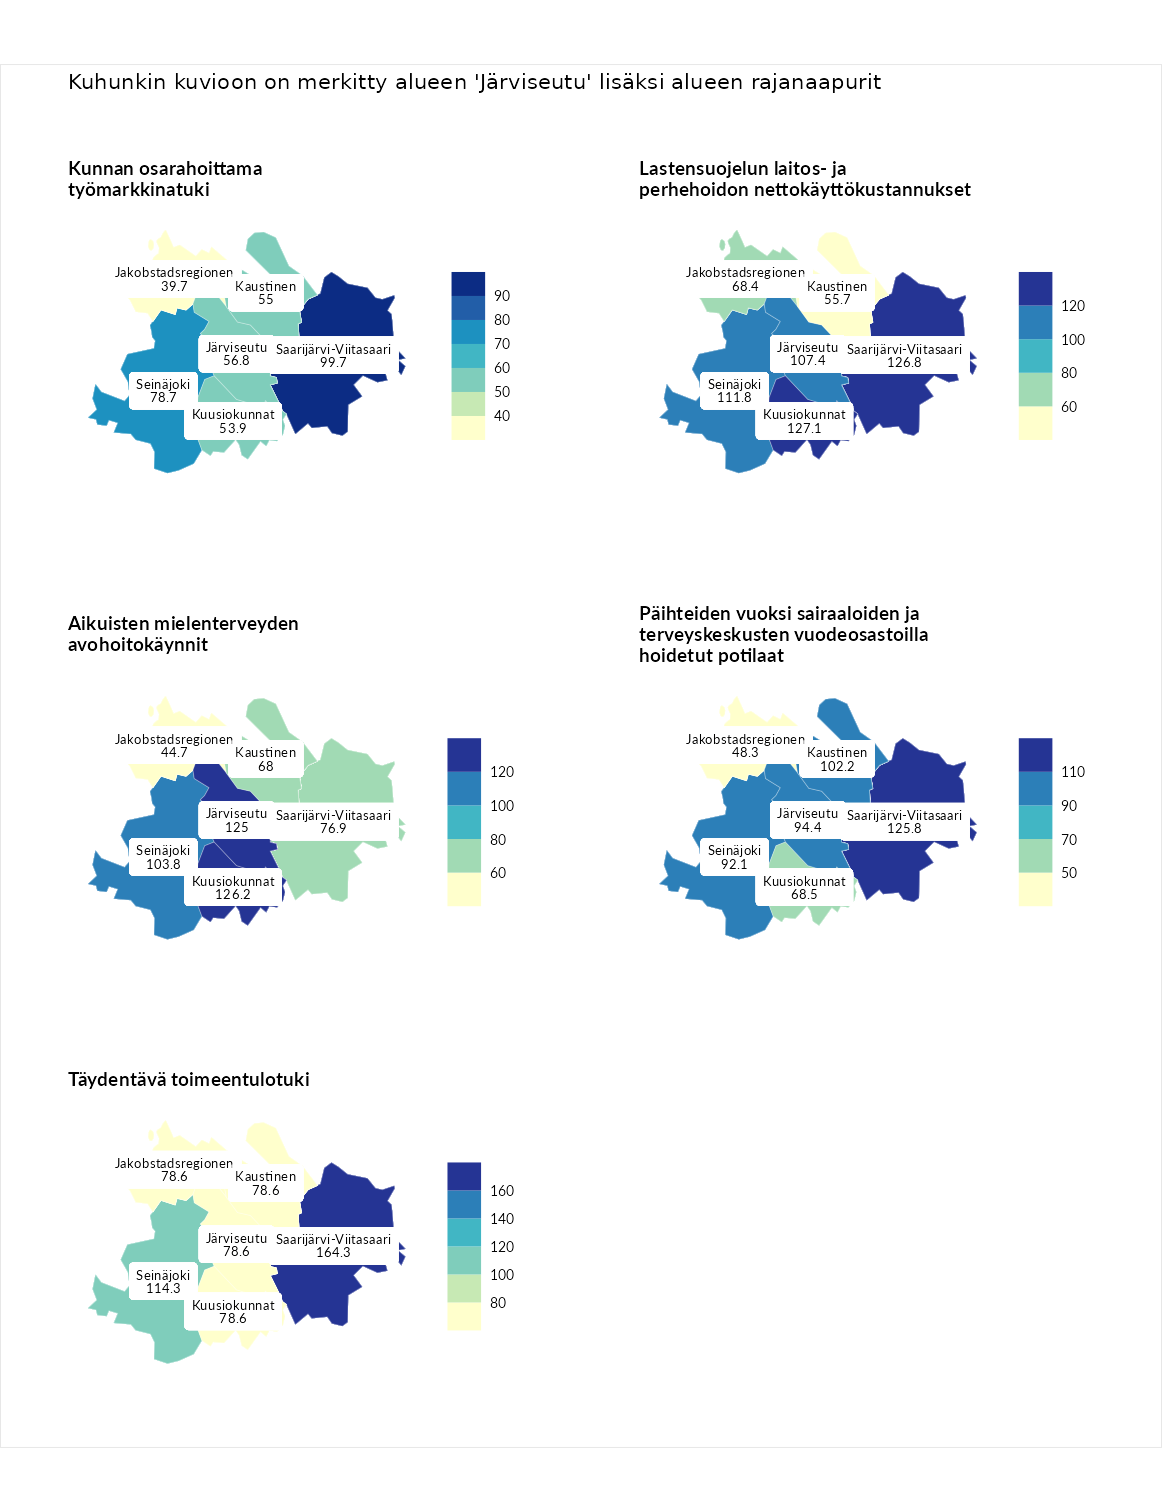 Kuhunkin kuvioon on merkitty alueen 'Järviseutu' lisäksi alueen rajanaapurit
Kunnan osarahoittama
työmarkkinatuki
Jakobstadsregionen
39.7
Kaustinen
55
Järviseutu
56.8
Saarijärvi-Viitasaari
99.7
Seinäjoki
78.7
Kuusiokunnat
53.9
90
80
70
60
50
40
Lastensuojelun laitos- ja
perhehoidon nettokäyttökustannukset
Jakobstadsregionen
68.4
Kaustinen
55.7
Järviseutu
107.4
Saarijärvi-Viitasaari
126.8
Seinäjoki
111.8
Kuusiokunnat
127.1
120
100
80
60
Aikuisten mielenterveyden
avohoitokäynnit
Jakobstadsregionen
44.7
Kaustinen
68
Järviseutu
125
Saarijärvi-Viitasaari
76.9
Seinäjoki
103.8
Kuusiokunnat
126.2
120
100
80
60
Päihteiden vuoksi sairaaloiden ja
terveyskeskusten vuodeosastoilla
hoidetut potilaat
Jakobstadsregionen
48.3
Kaustinen
102.2
Järviseutu
94.4
Saarijärvi-Viitasaari
125.8
Seinäjoki
92.1
Kuusiokunnat
68.5
110
90
70
50
Täydentävä toimeentulotuki
Jakobstadsregionen
78.6
Kaustinen
78.6
Järviseutu
78.6
Saarijärvi-Viitasaari
164.3
Seinäjoki
114.3
Kuusiokunnat
78.6
160
140
120
100
80